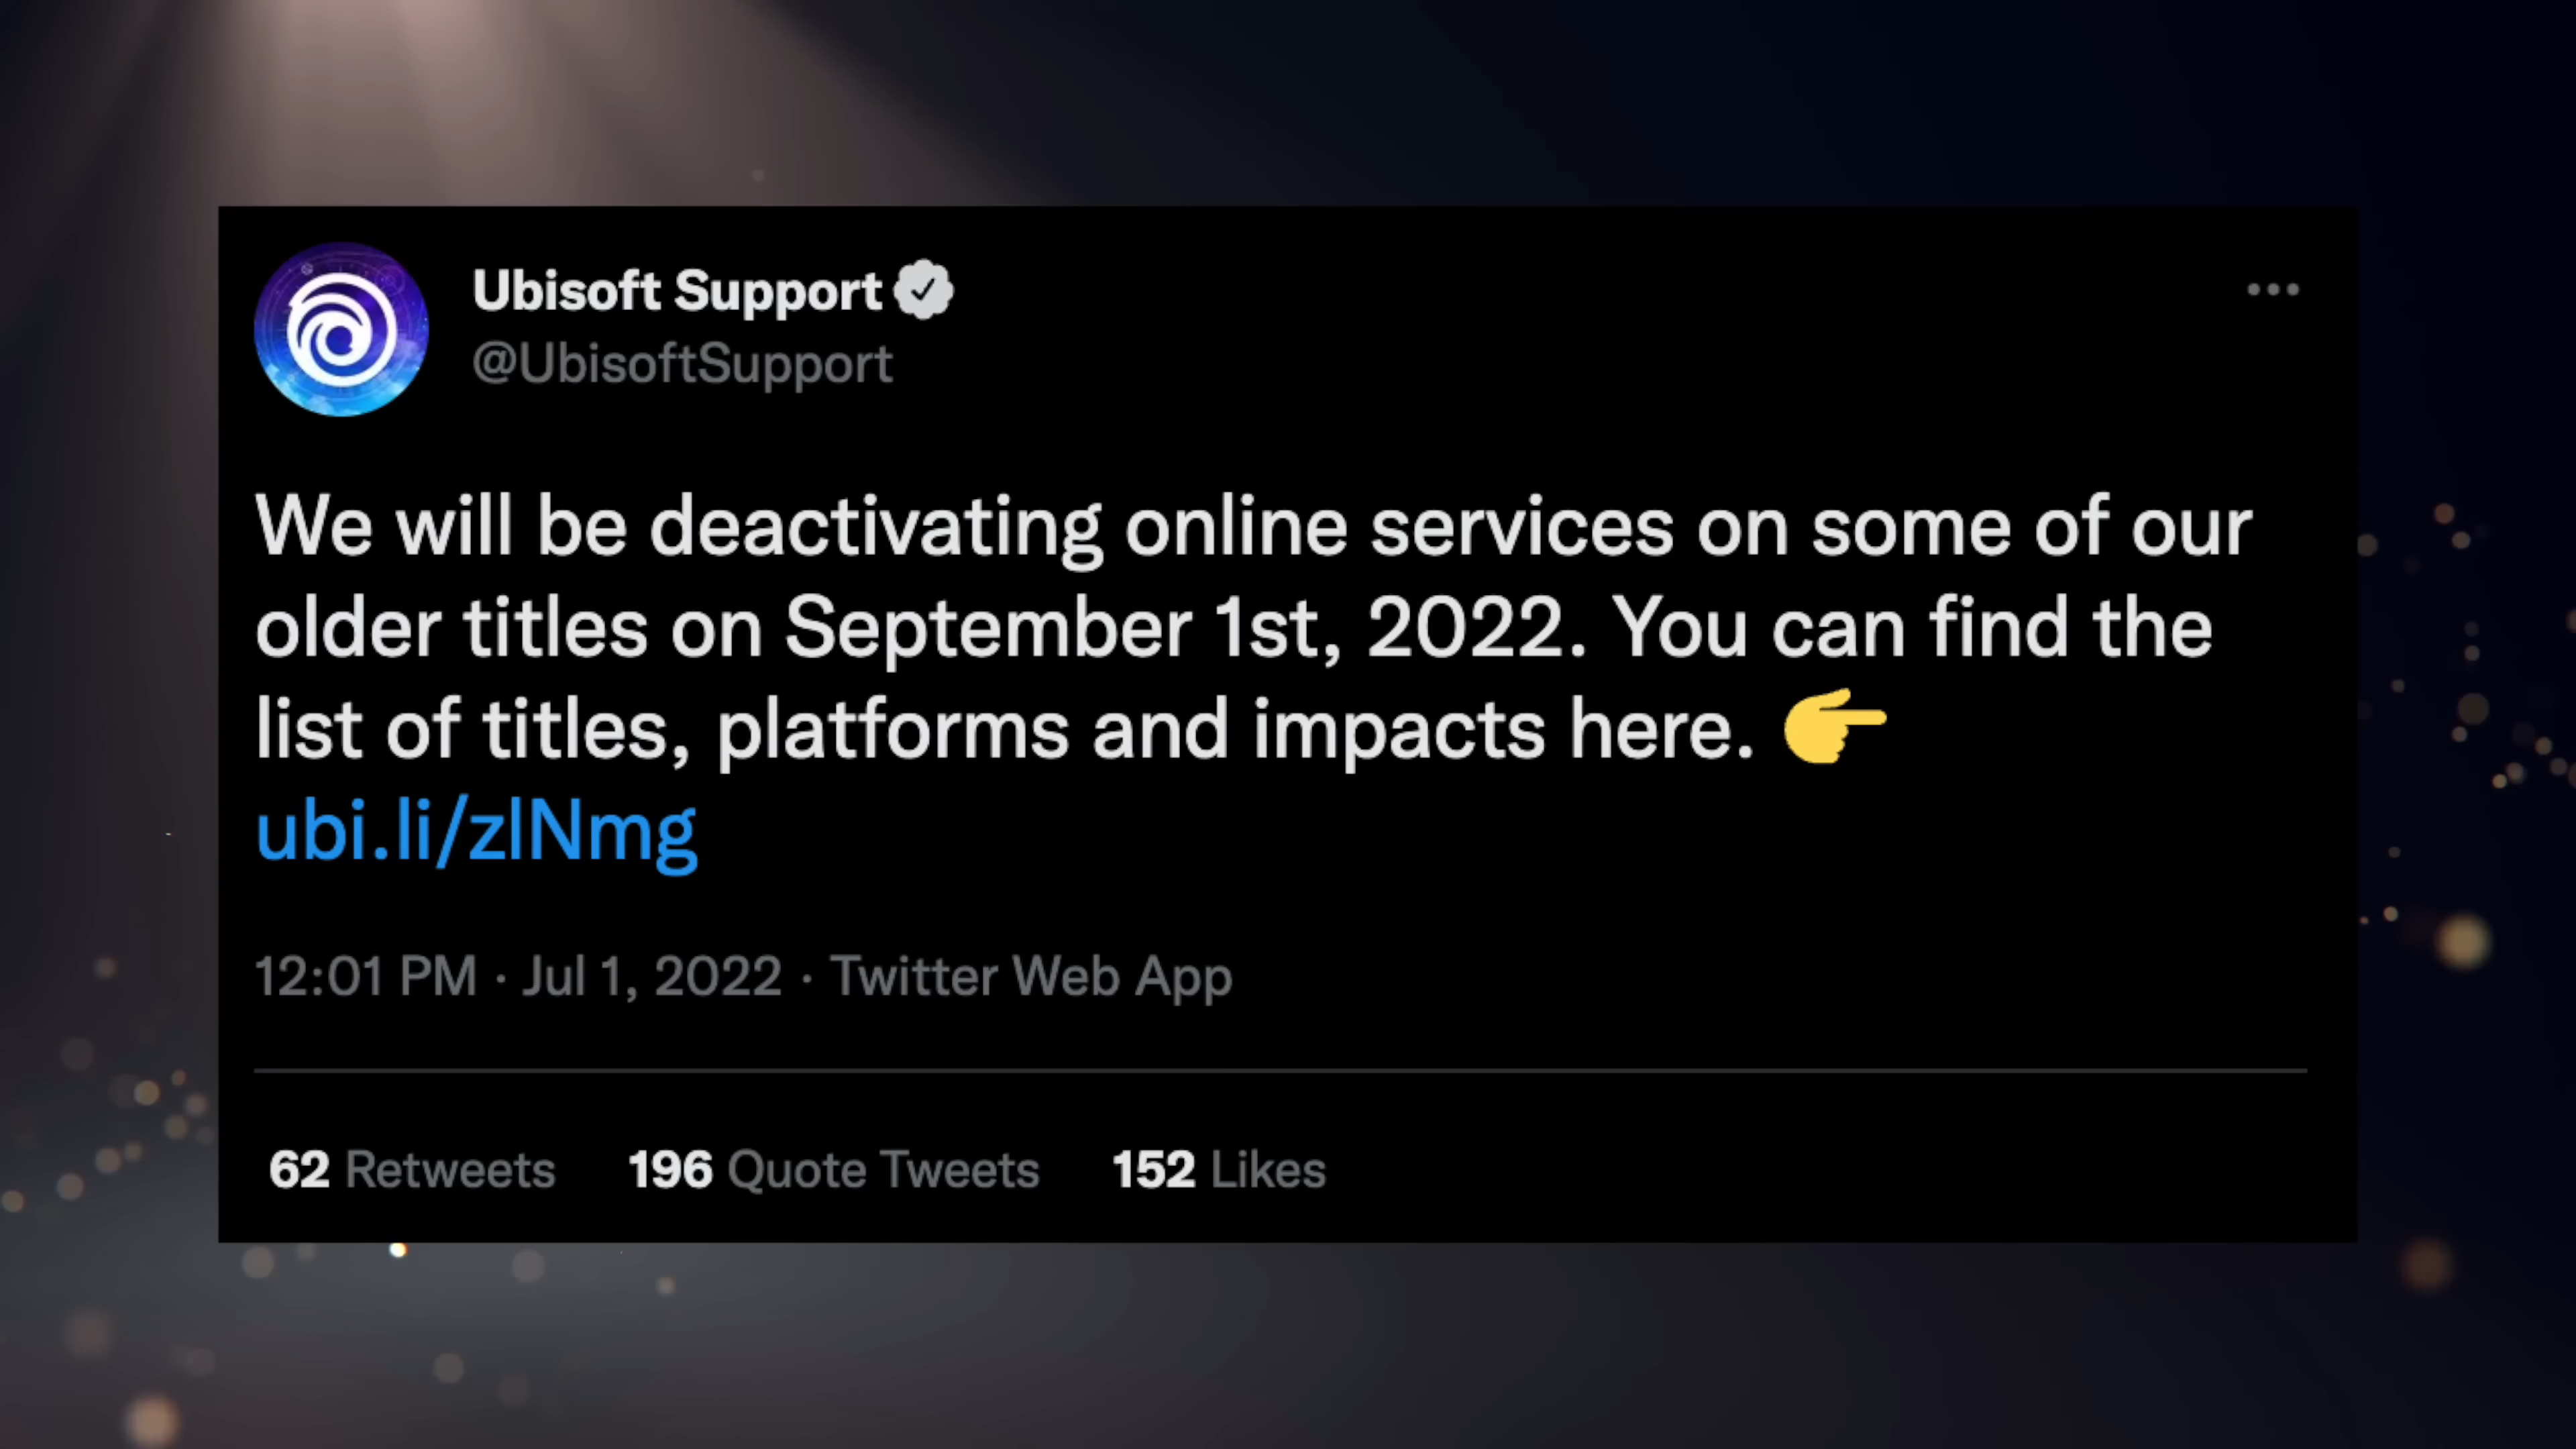 Ubisoft Support
@UbisoftSupport
We will be deactivating online services on some of our
older titles on September 1st, 2022. You can find the
list of titles, platforms and impacts here. 👉
ubi.li/zlNmg
12:01 PM · Jul 1, 2022 · Twitter Web App
62 Retweets 196 Quote Tweets 152 Likes